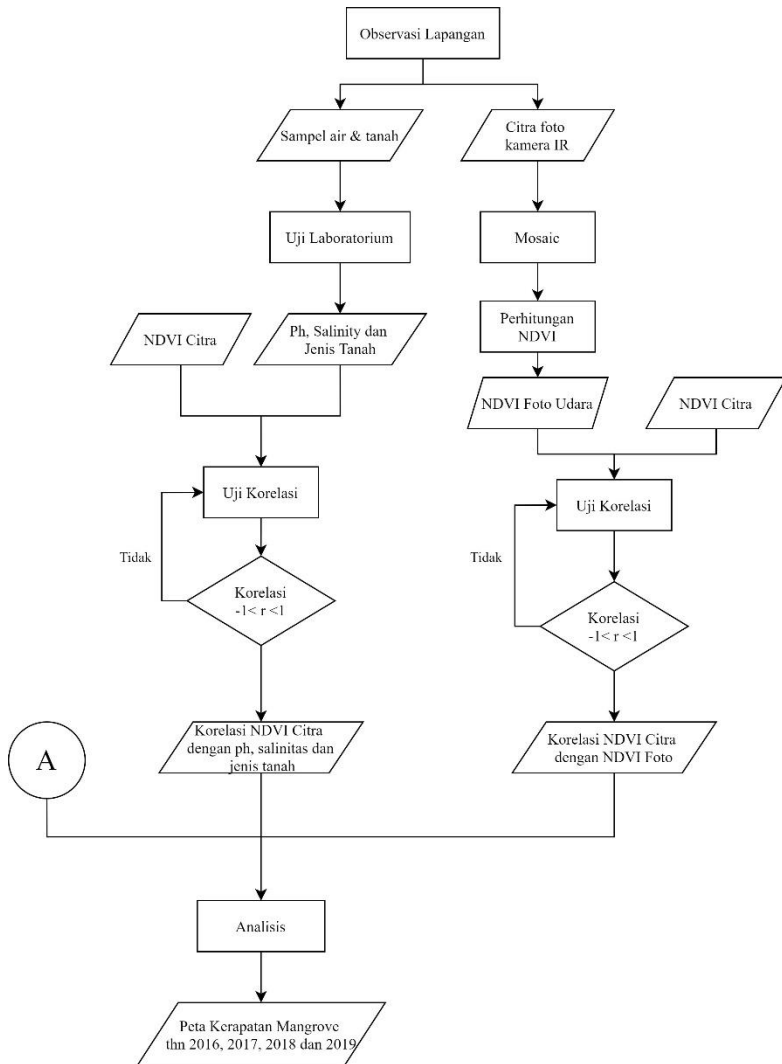 Observasi Lapangan
Sampel air & tanah
Citra foto
kamera IR
Uji Laboratorium
Mosaic
NDVI Citra
Ph, Salinity dan
Jenis Tanah
Perhitungan
NDVI
NDVI Foto Udara
NDVI Citra
Uji Korelasi
Uji Korelasi
Tidak
Tidak
Korelasi
-1< r <1
Korelasi
-1< r <1
A
Korelasi NDVI Citra
dengan ph, salinitas dan
jenis tanah
Korelasi NDVI Citra
dengan NDVI Foto
Analisis
Peta Kerapatan Mangrove
thn 2016, 2017, 2018 dan 2019